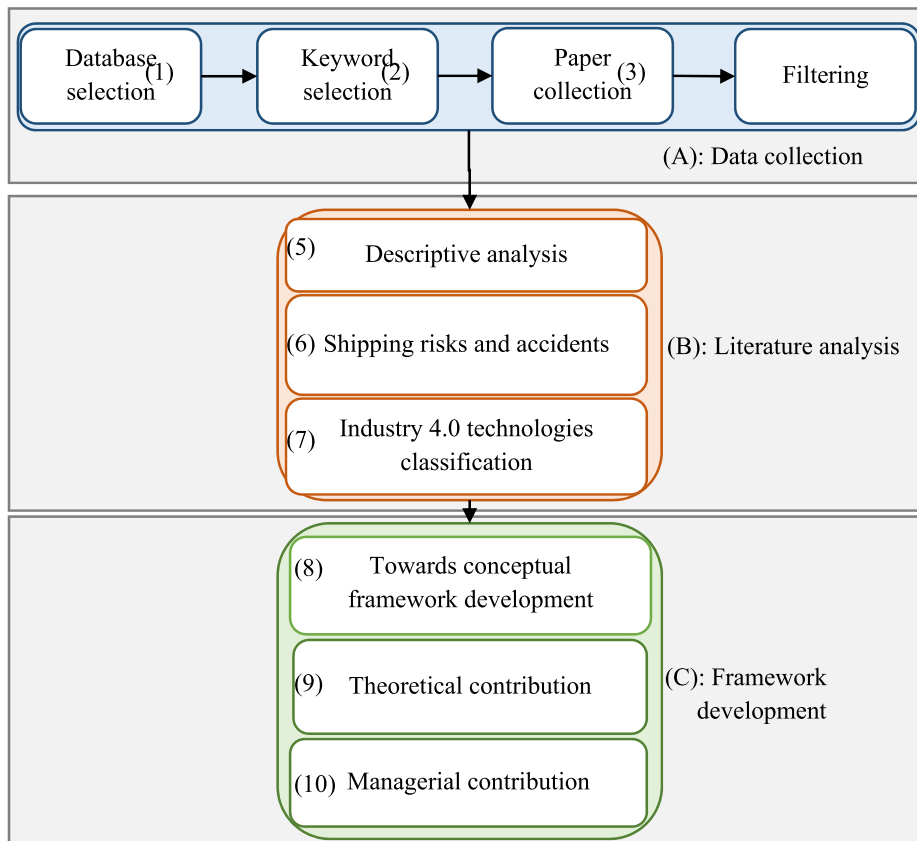 Database
selection
(1)
Keyword
selection
(2)
Paper
collection
(3)
Filtering
(A): Data collection
(5)
Descriptive analysis
(6)
Shipping risks and accidents
(B): Literature analysis
(7)
Industry 4.0 technologies
classification
(8)
Towards conceptual
framework development
(9)
Theoretical contribution
(C): Framework
development
(10)
Managerial contribution